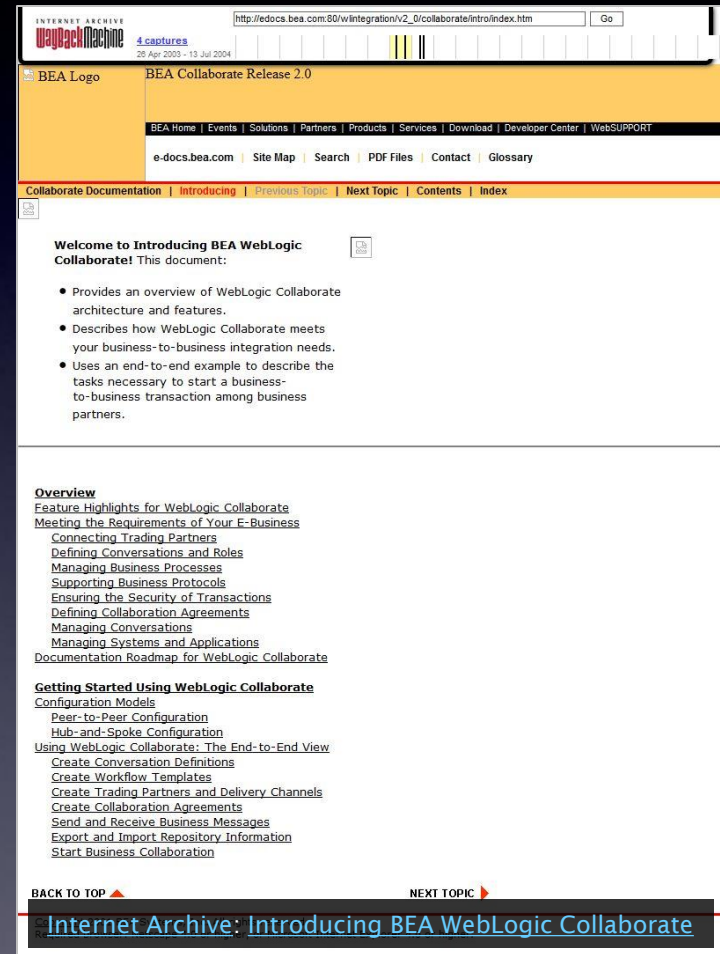 INTERNET ARCHIVE
WayBackMachine
http://edocs.bea.com:80/wlintegration/v2_0/collaborate/intro/index.htm
Go
4 captures
26 Apr 2003 - 13 Jul 2004
BEA Logo
BEA Collaborate Release 2.0
BEA Home | Events | Solutions | Partners | Products | Services | Download | Developer Center | WebSUPPORT
e-docs.bea.com | Site Map | Search | PDF Files | Contact | Glossary
Collaborate Documentation | Introducing | Previous Topic | Next Topic | Contents | Index
Welcome to Introducing BEA WebLogic
Collaborate! This document:
• Provides an overview of WebLogic Collaborate
architecture and features.
• Describes how WebLogic Collaborate meets
your business-to-business integration needs.
• Uses an end-to-end example to describe the
tasks necessary to start a business-
to-business transaction among business
partners.
Overview
Feature Highlights for WebLogic Collaborate
Meeting the Requirements of Your E-Business
Connecting Trading Partners
Defining Conversations and Roles
Managing Business Processes
Supporting Business Protocols
Ensuring the Security of Transactions
Defining Collaboration Agreements
Managing Conversations
Managing Systems and Applications
Documentation Roadmap for WebLogic Collaborate
Getting Started Using WebLogic Collaborate
Configuration Models
Peer-to-Peer Configuration
Hub-and-Spoke Configuration
Using WebLogic Collaborate: The End-to-End View
Create Conversation Definitions
Create Workflow Templates
Create Trading Partners and Delivery Channels
Create Collaboration Agreements
Send and Receive Business Messages
Export and Import Repository Information
Start Business Collaboration
BACK TO TOP
NEXT TOPIC
Internet Archive: Introducing BEA WebLogic Collaborate